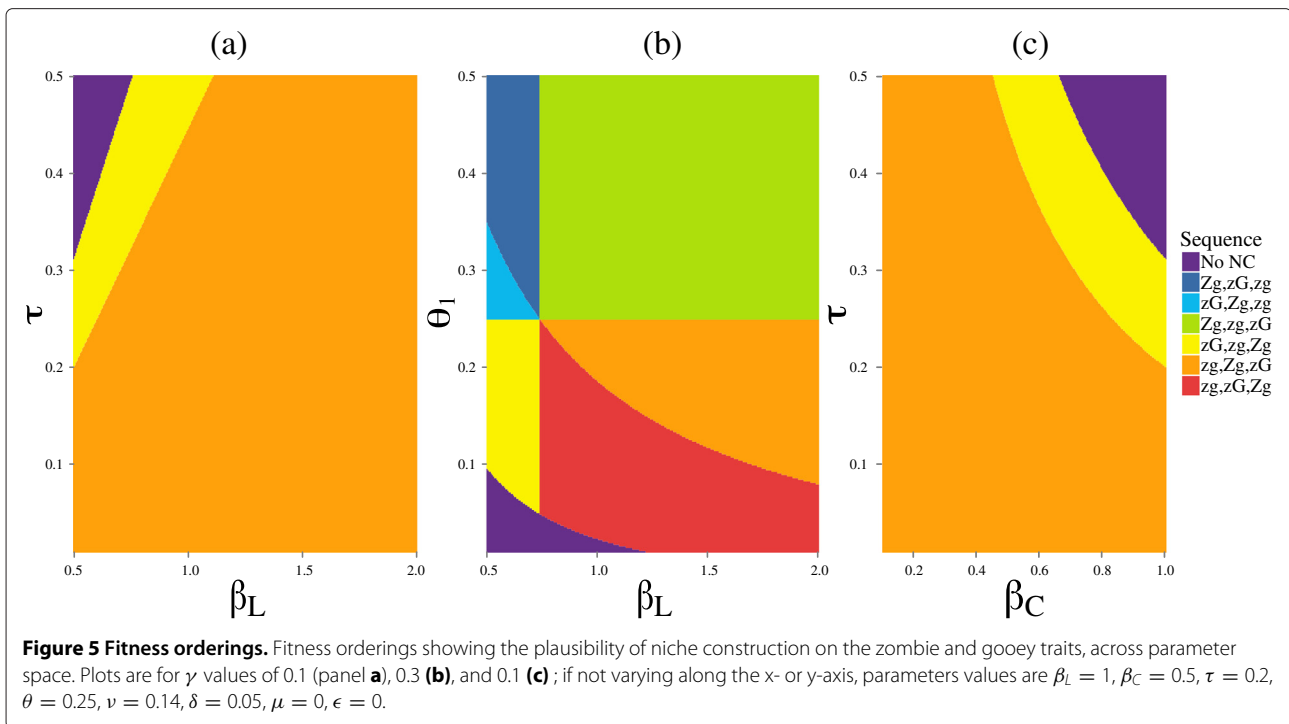 (a)
(b)
(c)
0.5
0.4
0.3
0.2
0.1
τ
0.5
1.0
1.5
2.0
β_L
0.5
0.4
0.3
0.2
0.1
θ_1
0.5
1.0
1.5
2.0
β_L
0.5
0.4
0.3
0.2
0.1
τ
0.2
0.4
0.6
0.8
1.0
β_C
Sequence
No NC
Zg,zG,zg
zG,Zg,zg
Zg,zg,zG
zG,zg,Zg
zg,Zg,zG
zg,zG,Zg
Figure 5 Fitness orderings. Fitness orderings showing the plausibility of niche construction on the zombie and gooey traits, across parameter
space. Plots are for γ values of 0.1 (panel a), 0.3 (b), and 0.1 (c) ; if not varying along the x- or y-axis, parameters values are β_L = 1, β_C = 0.5, τ = 0.2,
θ = 0.25, ν = 0.14, δ = 0.05, μ = 0, ϵ = 0.